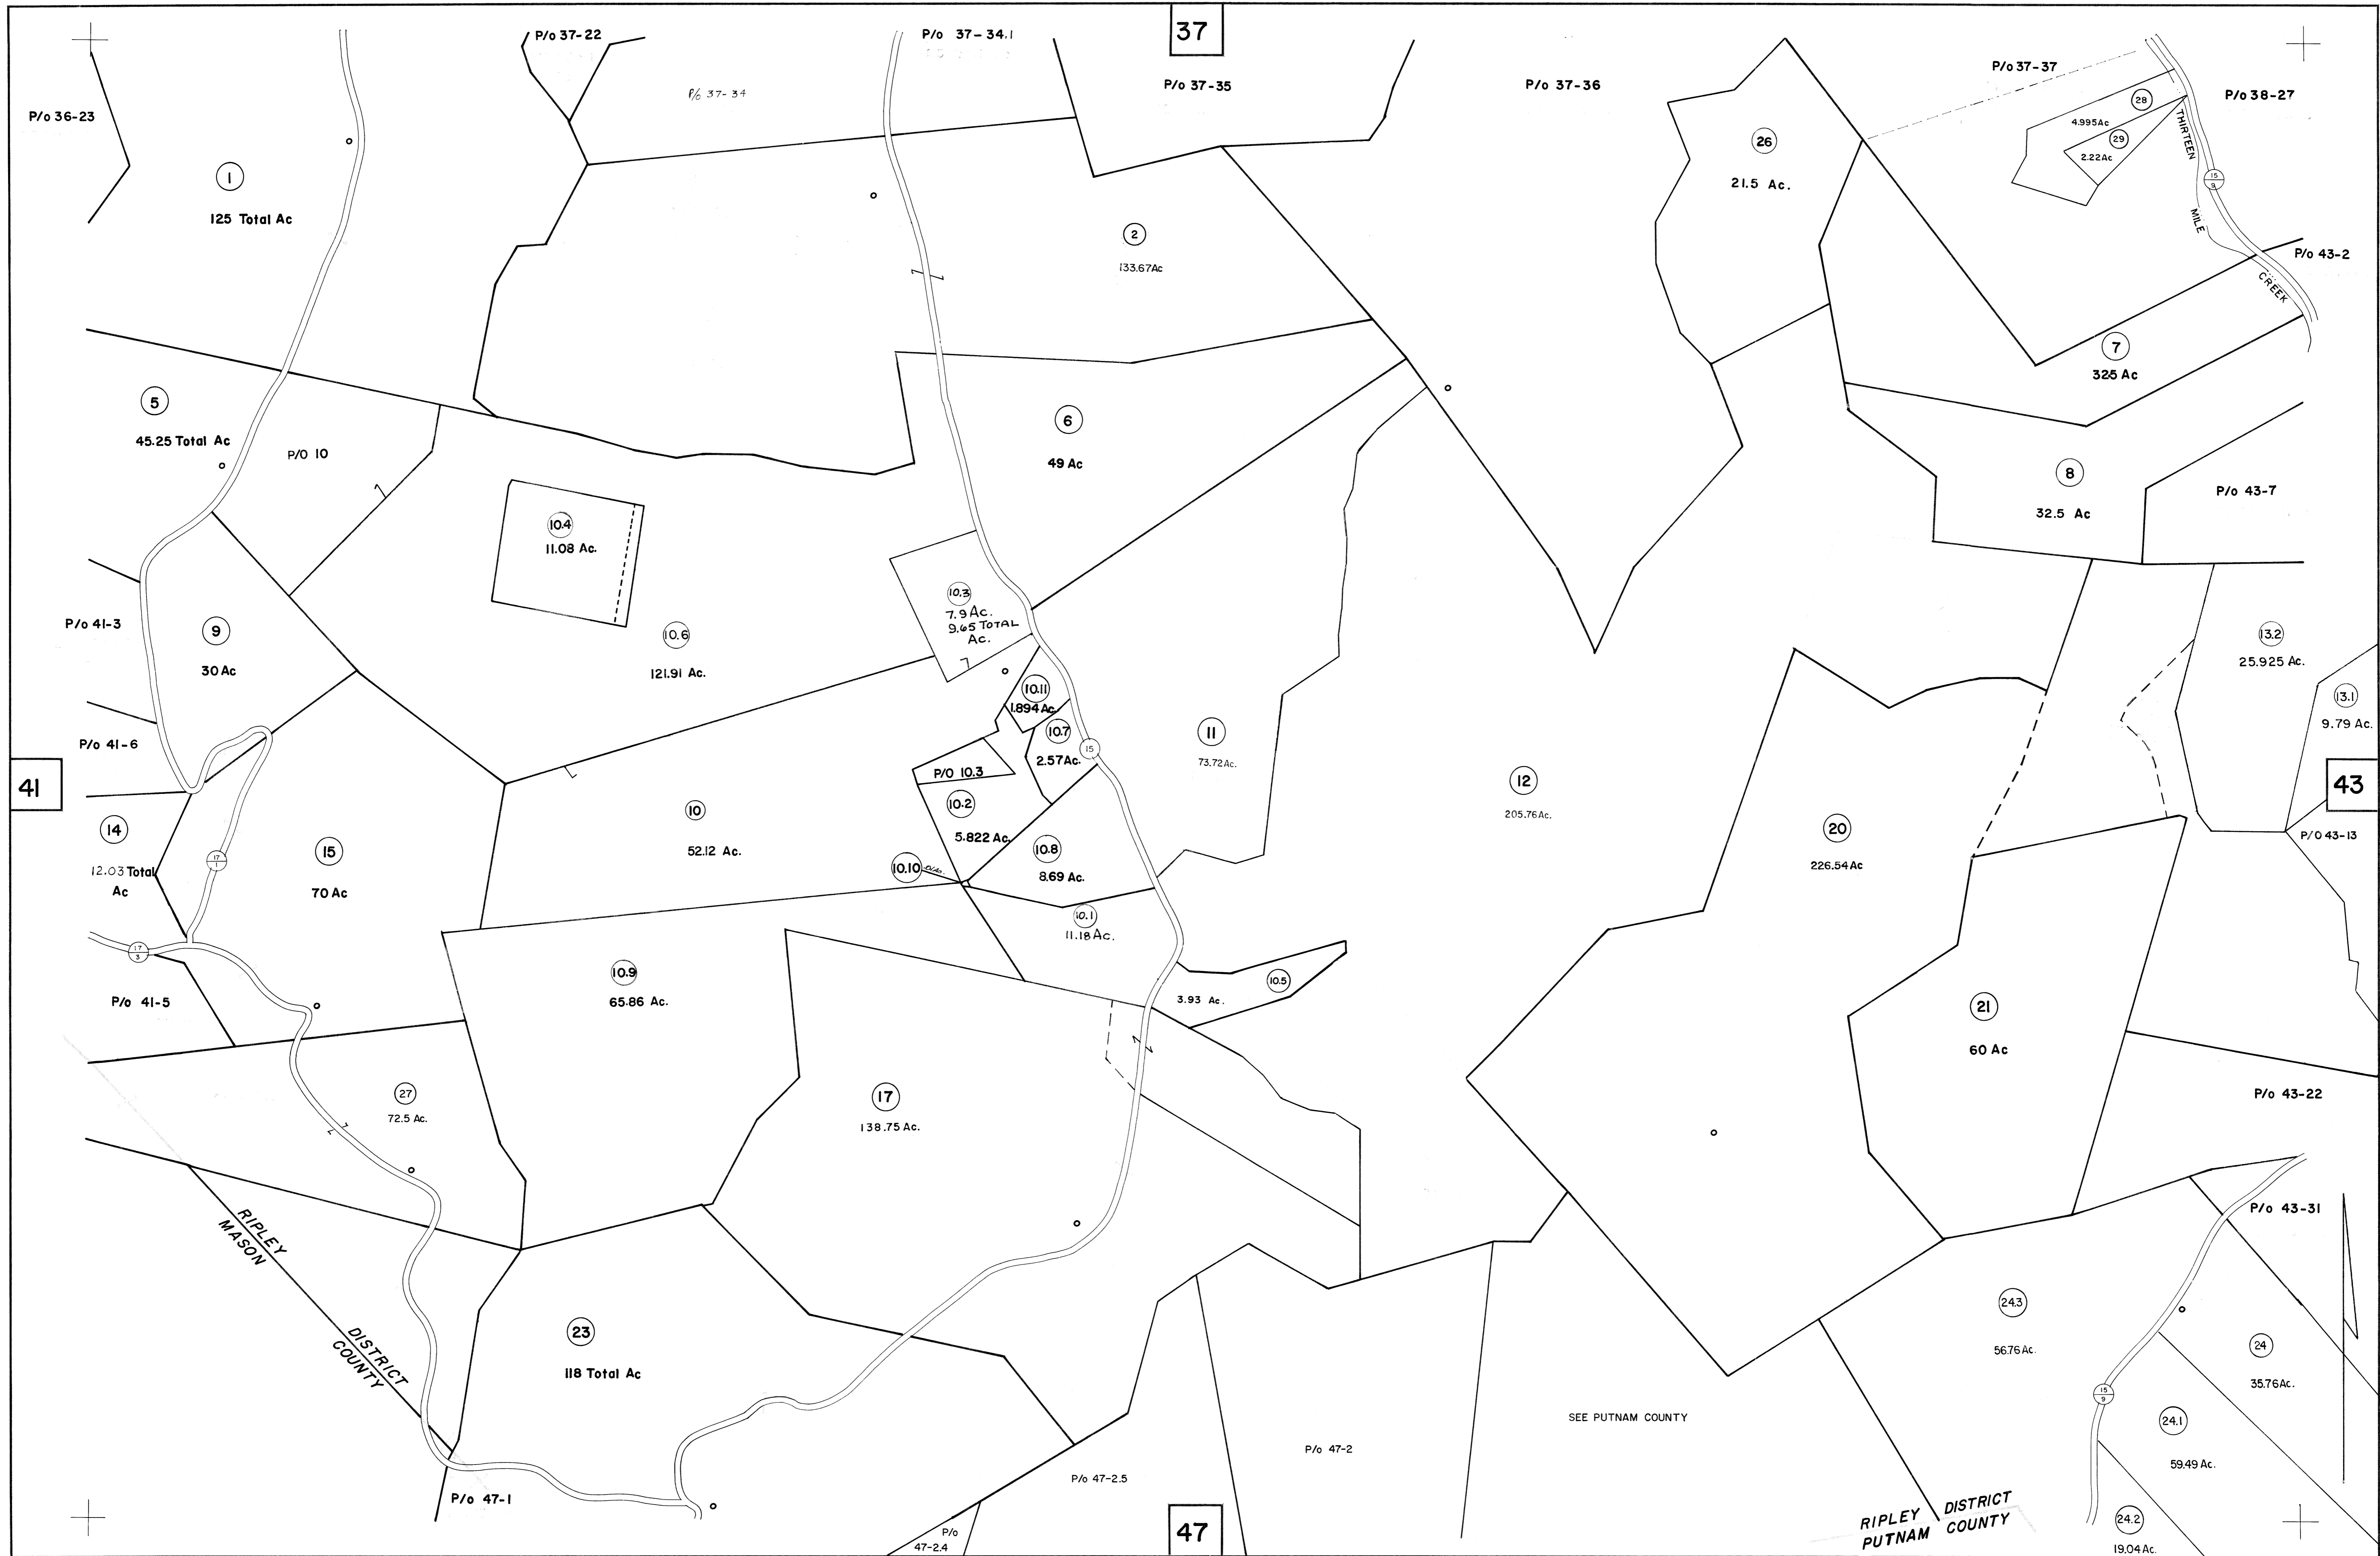 37
P/o 37-22
P/o 37-34.1
P/o 37-34
P/o 37-35
P/o 37-36
P/o 37-37
P/o 38-27
P/o 36-23
28
4.995Ac
29
2.22Ac
THIRTEEN
MILE
CREEK
15
9
1
125 Total Ac
26
21.5 Ac.
2
133.67Ac
P/o 43-2
7
325 Ac
5
45.25 Total Ac
P/O 10
6
49 Ac
8
32.5 Ac
P/o 43-7
10.4
11.08 Ac.
10.3
7.9 Ac.
9.65 TOTAL
Ac.
P/o 41-3
9
30 Ac
10.6
121.91 Ac.
13.2
25.925 Ac.
13.1
9.79 Ac.
10.11
1.894 Ac.
10.7
2.57Ac.
15
11
73.72Ac.
P/o 41-6
P/O 10.3
41
43
12
205.76Ac.
10
52.12 Ac.
10.2
5.822 Ac.
10.8
8.69 Ac.
10.10
20
226.54Ac
P/O 43-13
14
12.03 Total
Ac
17
1
15
70 Ac
10.1
11.18 Ac.
17
3
P/o 41-5
10.9
65.86 Ac.
10.5
3.93 Ac.
21
60 Ac
27
72.5 Ac.
17
138.75 Ac.
P/o 43-22
P/o 43-31
RIPLEY
MASON
DISTRICT
COUNTY
23
118 Total Ac
24.3
56.76 Ac.
24
35.76Ac.
15
9
24.1
59.49 Ac.
SEE PUTNAM COUNTY
P/o 47-2
P/o 47-2.5
P/o 47-1
P/o
47-2.4
47
RIPLEY DISTRICT
PUTNAM COUNTY
24.2
19.04 Ac.